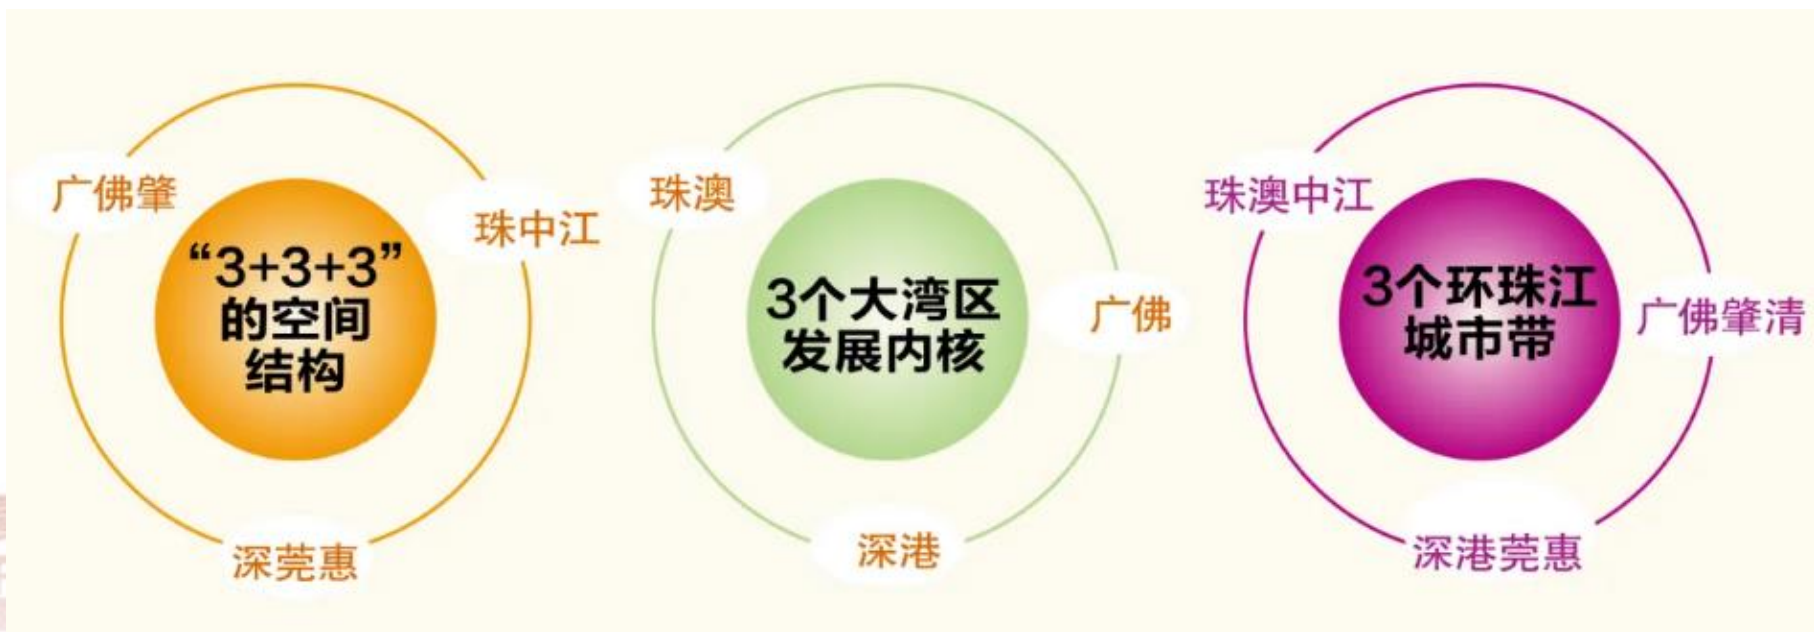 广佛肇
珠中江
“3+3+3”
的空间
结构
深莞惠
珠澳
广佛
3个大湾区
发展内核
深港
珠澳中江
广佛肇清
3个环珠江
城市带
深港莞惠